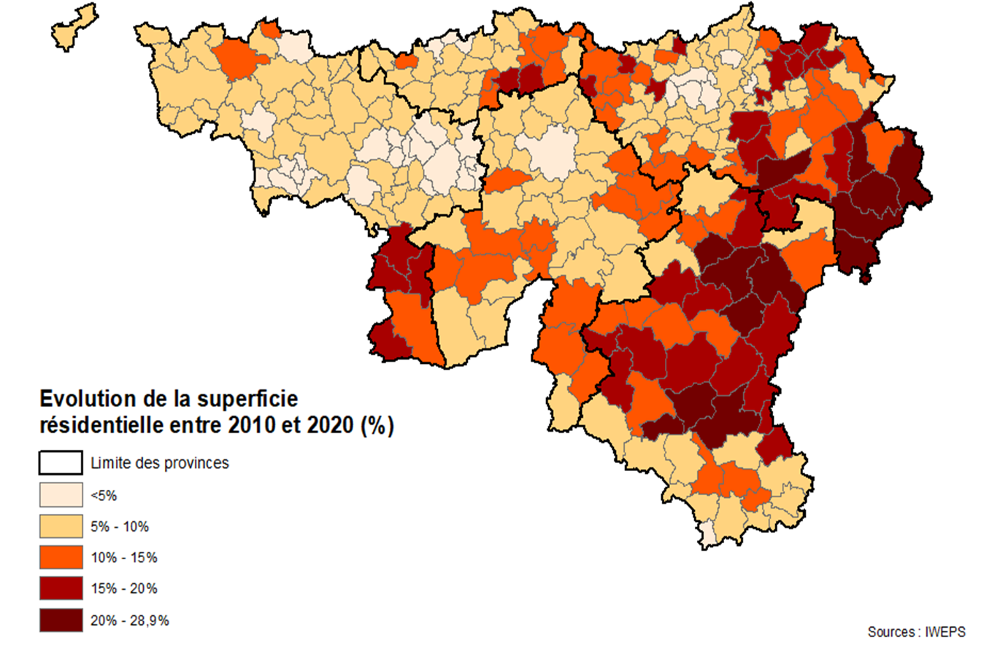 Evolution de la superficie
résidentielle entre 2010 et 2020 (%)
Limite des provinces
<5%
5% - 10%
10% - 15%
15% - 20%
20% - 28,9%
Sources : IWEPS